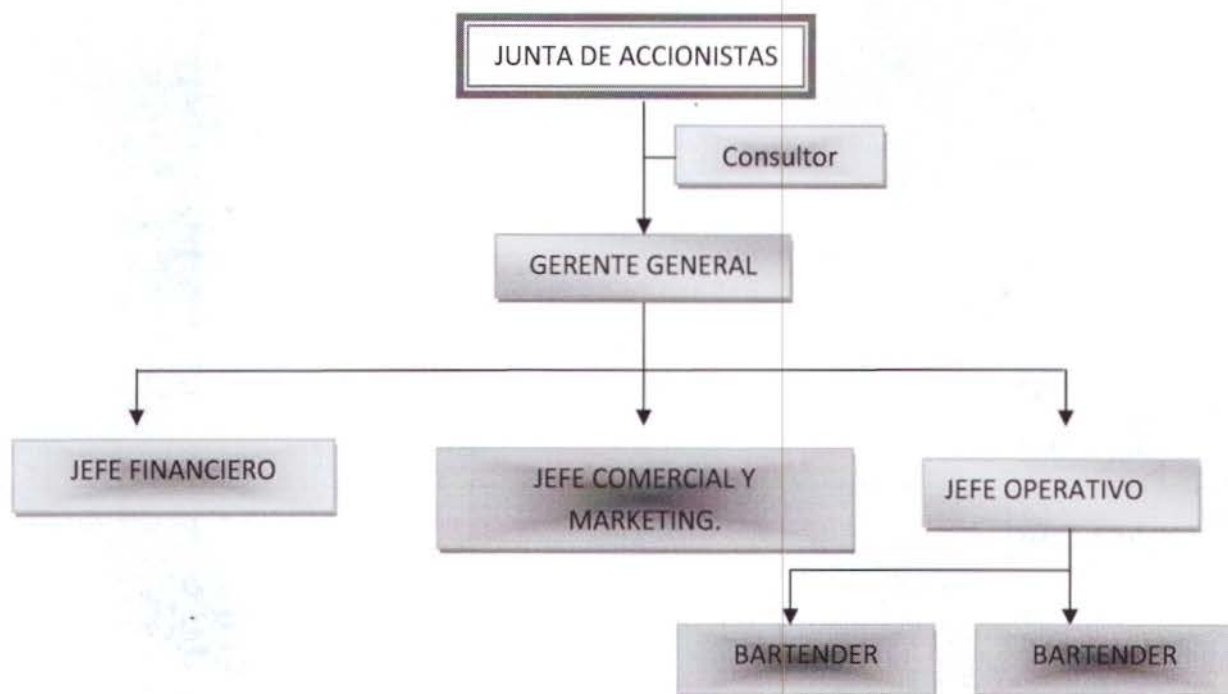 JUNTA DE ACCIONISTAS
Consultor
GERENTE GENERAL
JEFE FINANCIERO
JEFE COMERCIAL Y
MARKETING.
JEFE OPERATIVO
BARTENDER
BARTENDER